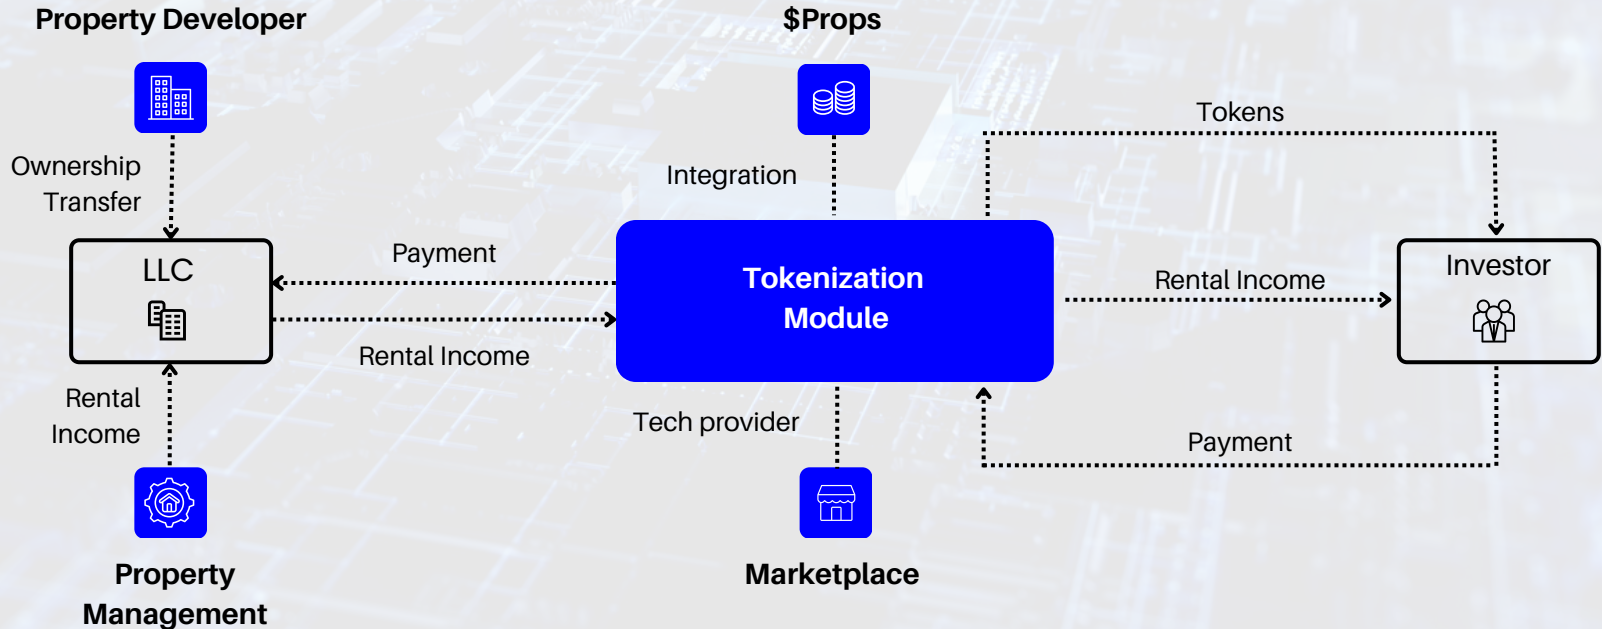 Property Developer
$Props
Tokens
Ownership
Transfer
Integration
Payment
LLC
Tokenization
Module
Rental Income
Investor
Rental Income
Rental
Income
Tech provider
Payment
Property
Management
Marketplace